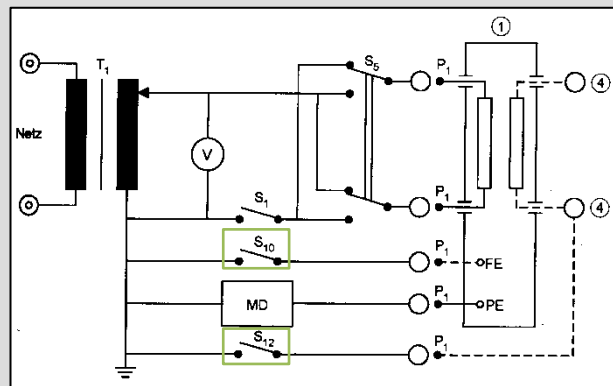 ①
T₁
S₅
P₁
④
Netz
V
S₁
P₁
④
S₁₀
P₁
FE
MD
P₁
PE
S₁₂
P₁